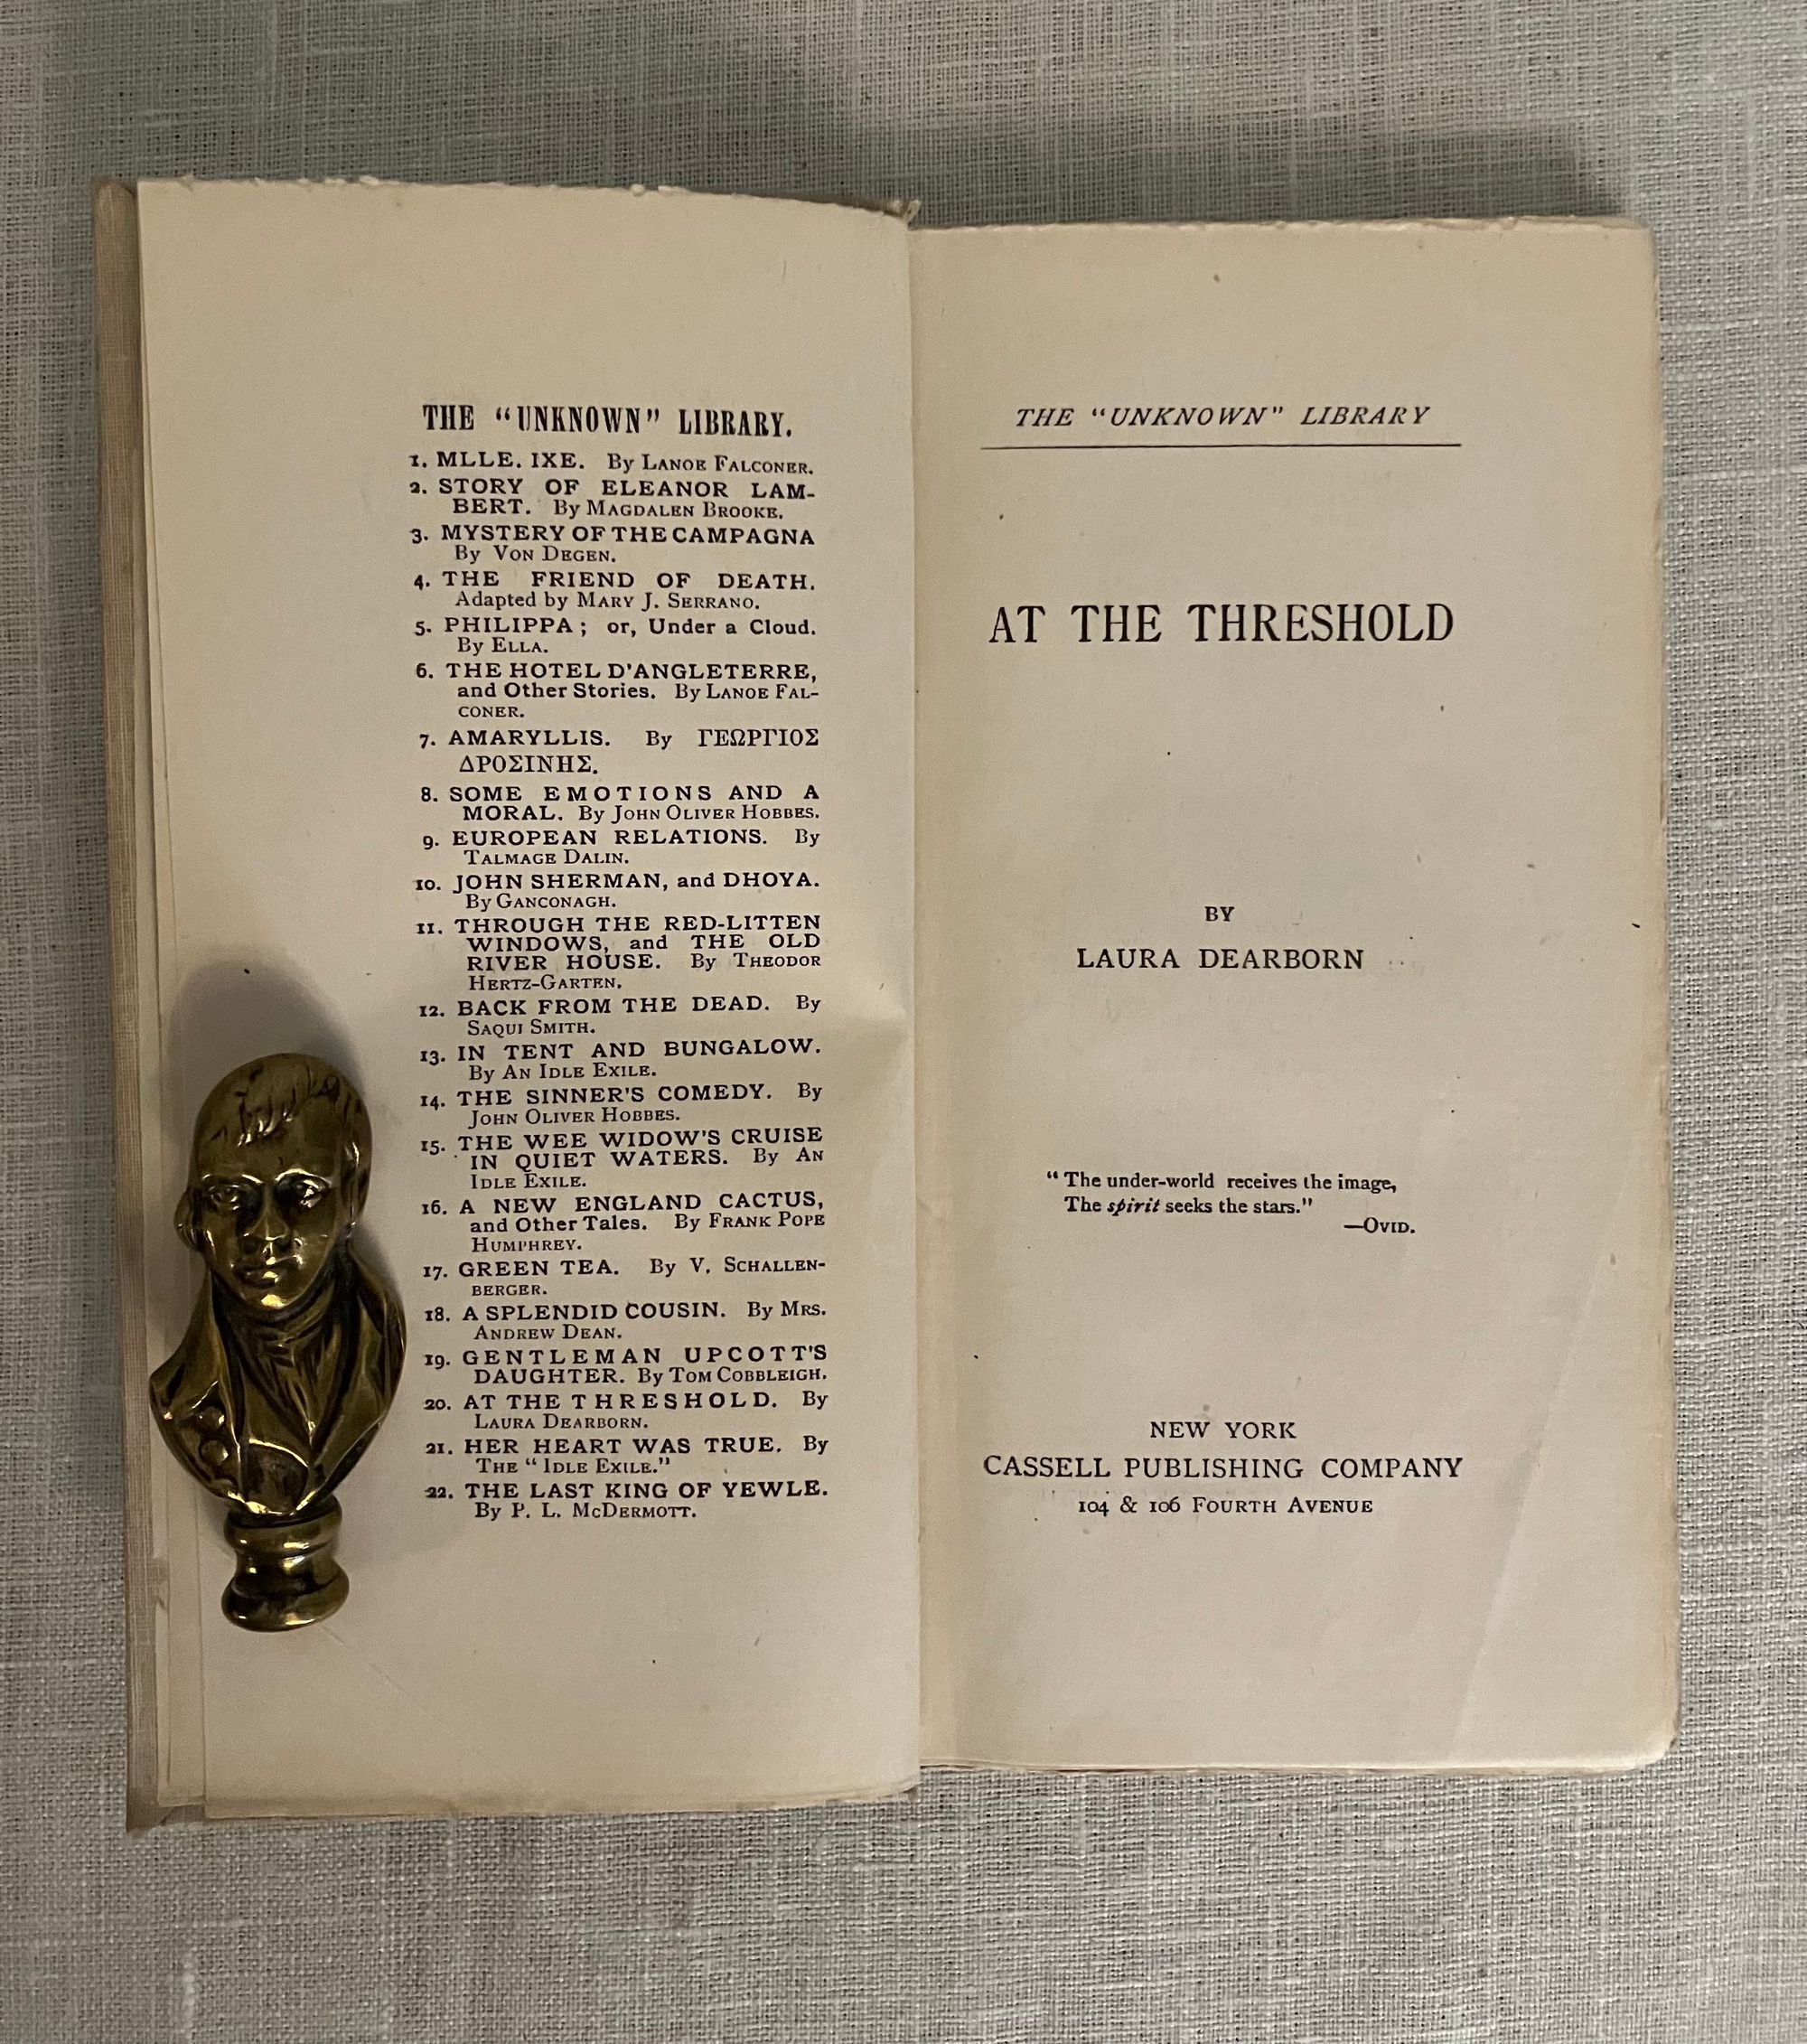 THE "UNKNOWN" LIBRARY.
1. MLLE. IXE. By LANOE FALCONER.
2. STORY OF ELEANOR LAM-
BERT. By MAGDALEN BROOKE.
3. MYSTERY OF THE CAMPAGNA
By VON DEGEN.
4. THE FRIEND OF DEATH.
Adapted by MARY J. SERRANO.
5. PHILIPPA; or, Under a Cloud.
By ELLA.
6. THE HOTEL D'ANGLETERRE,
and Other Stories. By LANOE FAL-
CONER.
7. AMARYLLIS. By ΓΕΩΡΓΙΟΣ
ΔΡΟΣΙΝΗΣ.
8. SOME EMOTIONS AND A
MORAL. By JOHN OLIVER HOBBES.
9. EUROPEAN RELATIONS. By
TALMAGE DALIN.
10. JOHN SHERMAN, and DHOYA.
By GANCONAGH.
11. THROUGH THE RED-LITTEN
WINDOWS, and THE OLD
RIVER HOUSE. By THEODOR
HERTZ-GARTEN.
12. BACK FROM THE DEAD. By
SAQUI SMITH.
13. IN TENT AND BUNGALOW.
By AN IDLE EXILE.
14. THE SINNER'S COMEDY. By
JOHN OLIVER HOBBES.
15. THE WEE WIDOW'S CRUISE
IN QUIET WATERS. By AN
IDLE EXILE.
16. A NEW ENGLAND CACTUS,
and Other Tales. By FRANK POPE
HUMPHREY.
17. GREEN TEA. By V. SCHALLEN-
BERGER.
18. A SPLENDID COUSIN. By MRS.
ANDREW DEAN.
19. GENTLEMAN UPCOTT'S
DAUGHTER. By TOM COBBLEIGH.
20. AT THE THRESHOLD. By
LAURA DEARBORN.
21. HER HEART WAS TRUE. By
THE "IDLE EXILE."
22. THE LAST KING OF YEWLE.
By P. L. MCDERMOTT.
THE "UNKNOWN" LIBRARY
AT THE THRESHOLD
BY
LAURA DEARBORN
"The under-world receives the image,
The spirit seeks the stars."
—OVID.
NEW YORK
CASSELL PUBLISHING COMPANY
104 & 106 FOURTH AVENUE